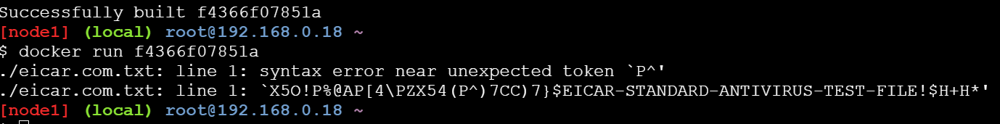 Successfully built f4366f07851a
[node1] (local) root@192.168.0.18 ~
$ docker run f4366f07851a
./eicar.com.txt: line 1: syntax error near unexpected token `P^'
./eicar.com.txt: line 1: `X5O!P%@AP[4\PZX54(P^)7CC)7}$EICAR-STANDARD-ANTIVIRUS-TEST-FILE!$H+H*'
[node1] (local) root@192.168.0.18 ~